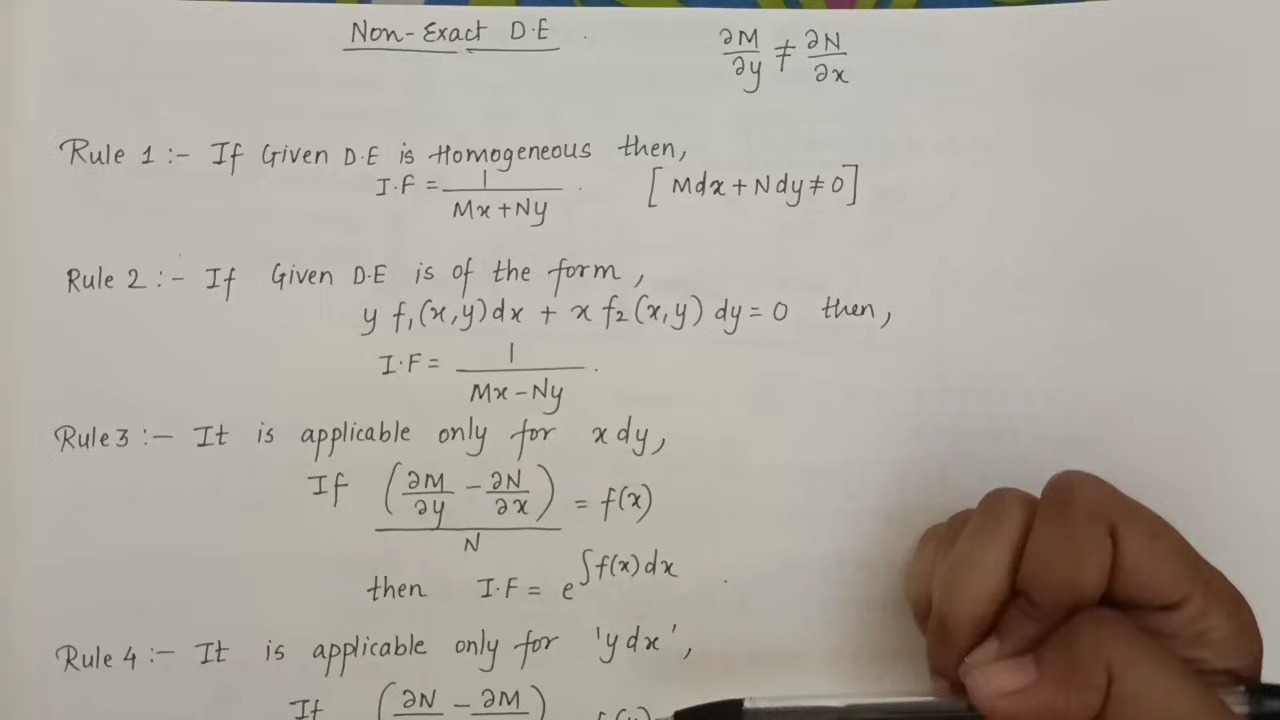 Non-Exact D.E. ∂M/∂y ≠ ∂N/∂x
Rule 1 :- If Given D.E is Homogeneous then,
I.F = 1/(Mx + Ny) . [Mdx + Ndy ≠ 0]
Rule 2 :- If Given D.E is of the form,
y f₁(x,y)dx + x f₂(x,y) dy = 0 then,
I.F = 1/(Mx - Ny) .
Rule 3 :- It is applicable only for x dy,
If (∂M/∂y - ∂N/∂x)/N = f(x)
then I.F = e^∫f(x)dx .
Rule 4 :- It is applicable only for 'y dx',
If (∂N - ∂M)